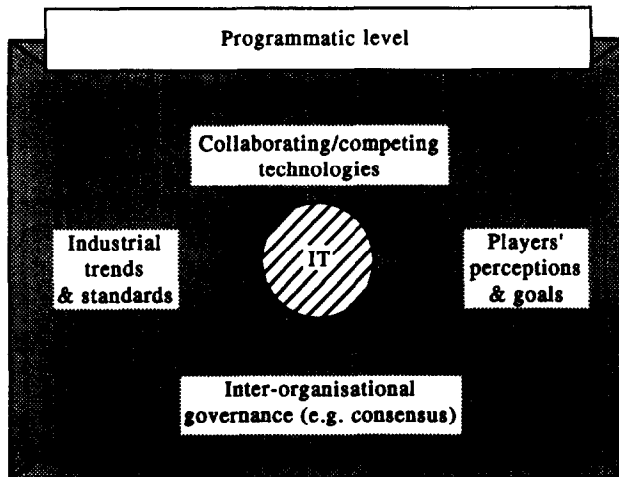 Programmatic level
Collaborating/competing
technologies
Industrial
trends
& standards
IT
Players'
perceptions
& goals
Inter-organisational
governance (e.g. consensus)